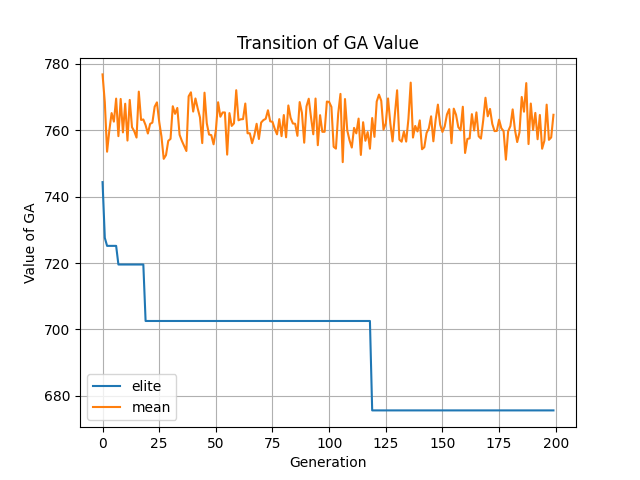 Transition of GA Value
Value of GA
780
760
740
720
700
680
elite
mean
0 25 50 75 100 125 150 175 200
Generation